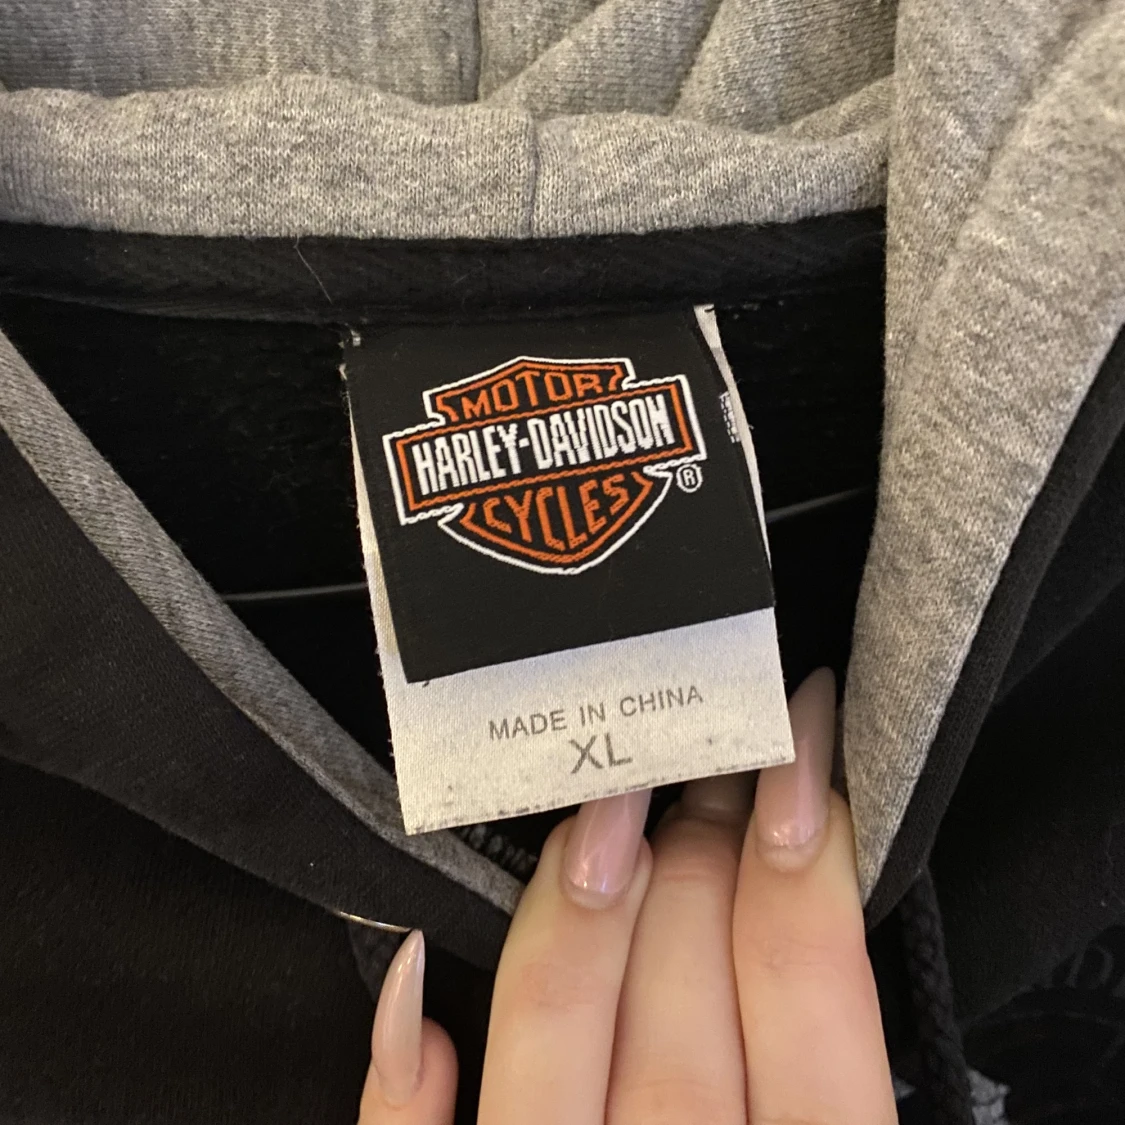 MOTOR
HARLEY-DAVIDSON
CYCLES
®
MADE IN CHINA
XL